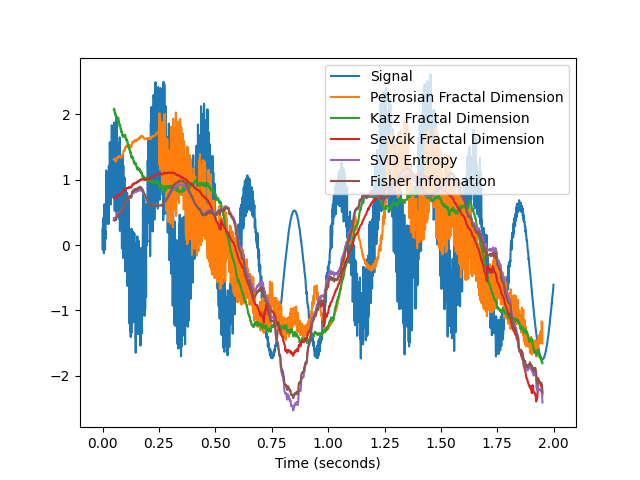 Signal
Petrosian Fractal Dimension
Katz Fractal Dimension
Sevcik Fractal Dimension
SVD Entropy
Fisher Information
2
1
0
−1
−2
0.00 0.25 0.50 0.75 1.00 1.25 1.50 1.75 2.00
Time (seconds)